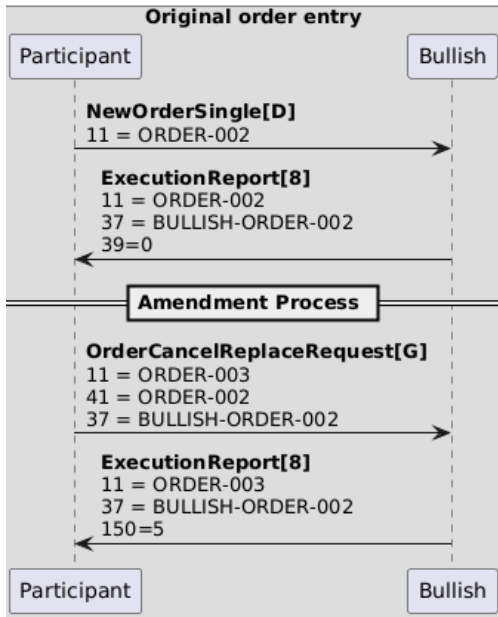 Original order entry
Participant
Bullish
NewOrderSingle[D]
11 = ORDER-002
ExecutionReport[8]
11 = ORDER-002
37 = BULLISH-ORDER-002
39=0
Amendment Process
OrderCancelReplaceRequest[G]
11 = ORDER-003
41 = ORDER-002
37 = BULLISH-ORDER-002
ExecutionReport[8]
11 = ORDER-003
37 = BULLISH-ORDER-002
150=5
Participant
Bullish